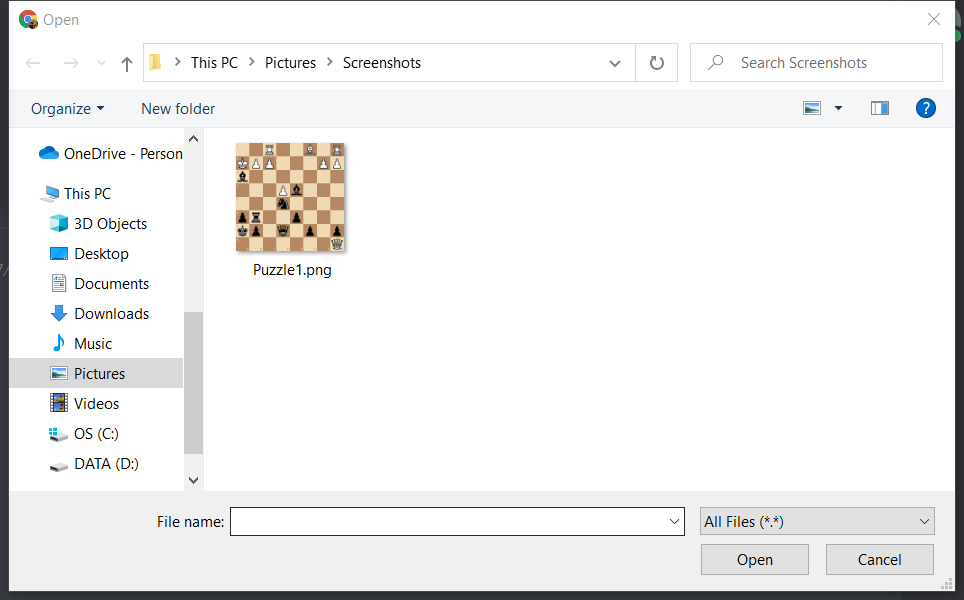 Open
This PC > Pictures > Screenshots
Search Screenshots
Organize
New folder
?
OneDrive - Person
This PC
3D Objects
Desktop
Documents
Downloads
Music
Pictures
Videos
OS (C:)
DATA (D:)
Puzzle1.png
File name:
All Files (*.*)
Open
Cancel